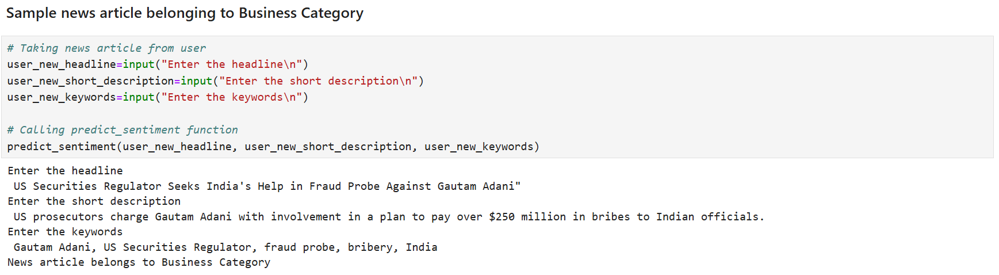 Sample news article belonging to Business Category
# Taking news article from user
user_new_headline=input("Enter the headline\n")
user_new_short_description=input("Enter the short description\n")
user_new_keywords=input("Enter the keywords\n")
# Calling predict_sentiment function
predict_sentiment(user_new_headline, user_new_short_description, user_new_keywords)
Enter the headline
US Securities Regulator Seeks India's Help in Fraud Probe Against Gautam Adani"
Enter the short description
US prosecutors charge Gautam Adani with involvement in a plan to pay over $250 million in bribes to Indian officials.
Enter the keywords
Gautam Adani, US Securities Regulator, fraud probe, bribery, India
News article belongs to Business Category